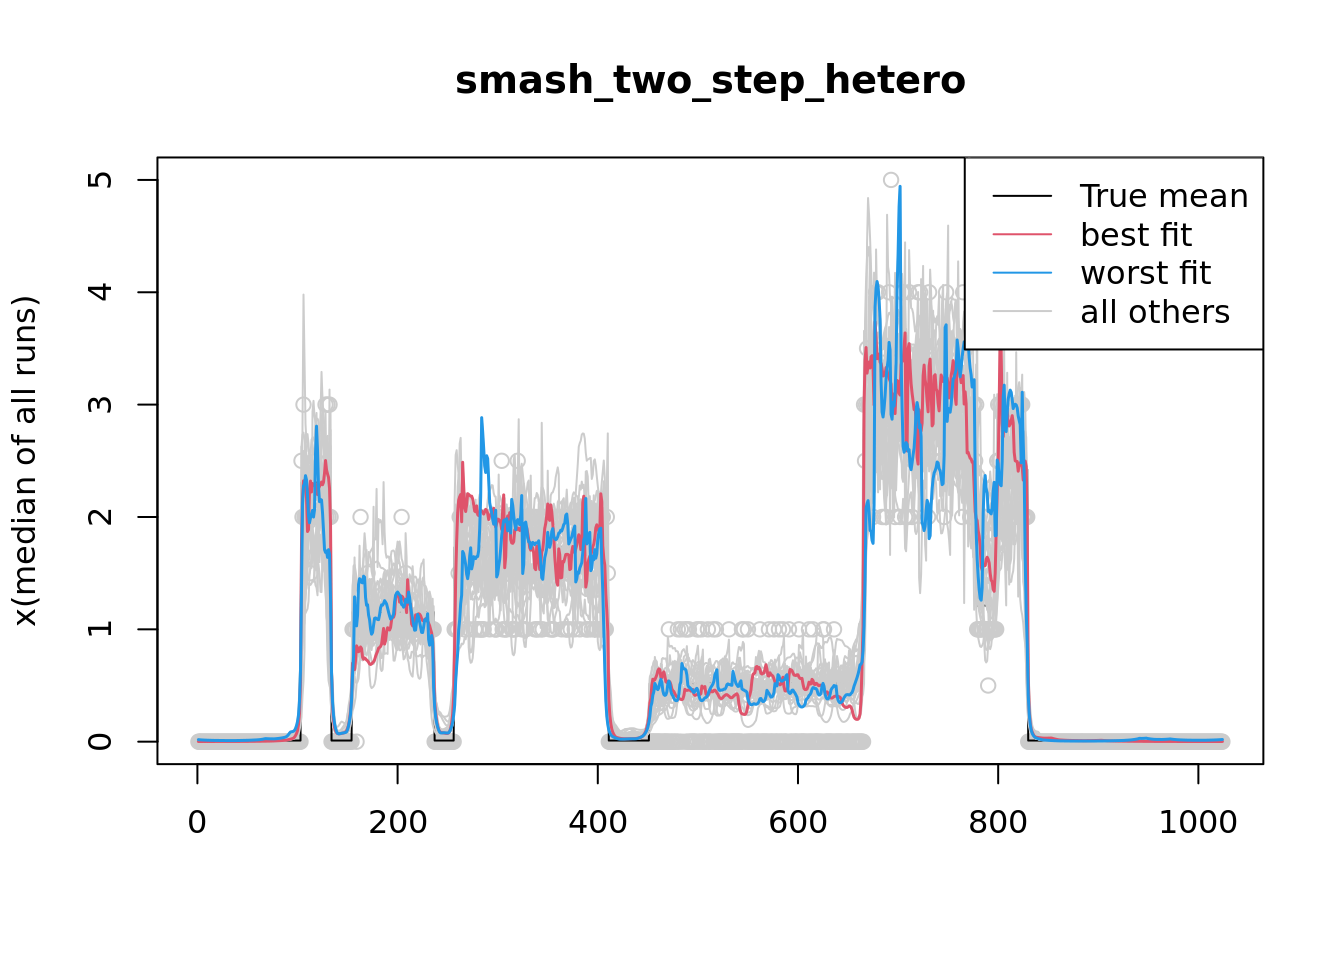 smash_two_step_hetero
x(median of all runs)
5
4
3
2
1
0
True mean
best fit
worst fit
all others
0 200 400 600 800 1000